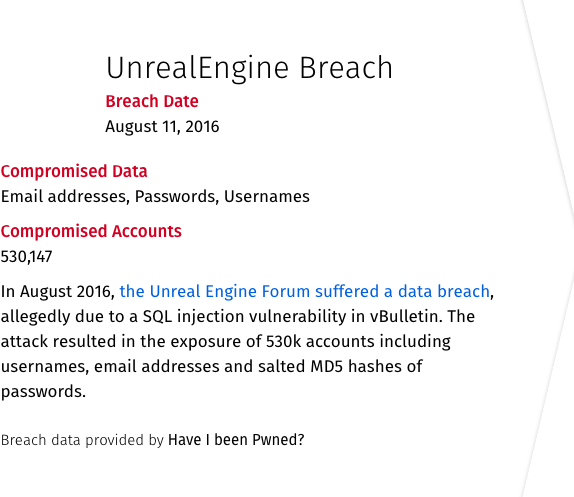 UnrealEngine Breach
Breach Date
August 11, 2016
Compromised Data
Email addresses, Passwords, Usernames
Compromised Accounts
530,147
In August 2016, the Unreal Engine Forum suffered a data breach,
allegedly due to a SQL injection vulnerability in vBulletin. The
attack resulted in the exposure of 530k accounts including
usernames, email addresses and salted MD5 hashes of
passwords.
Breach data provided by Have I been Pwned?